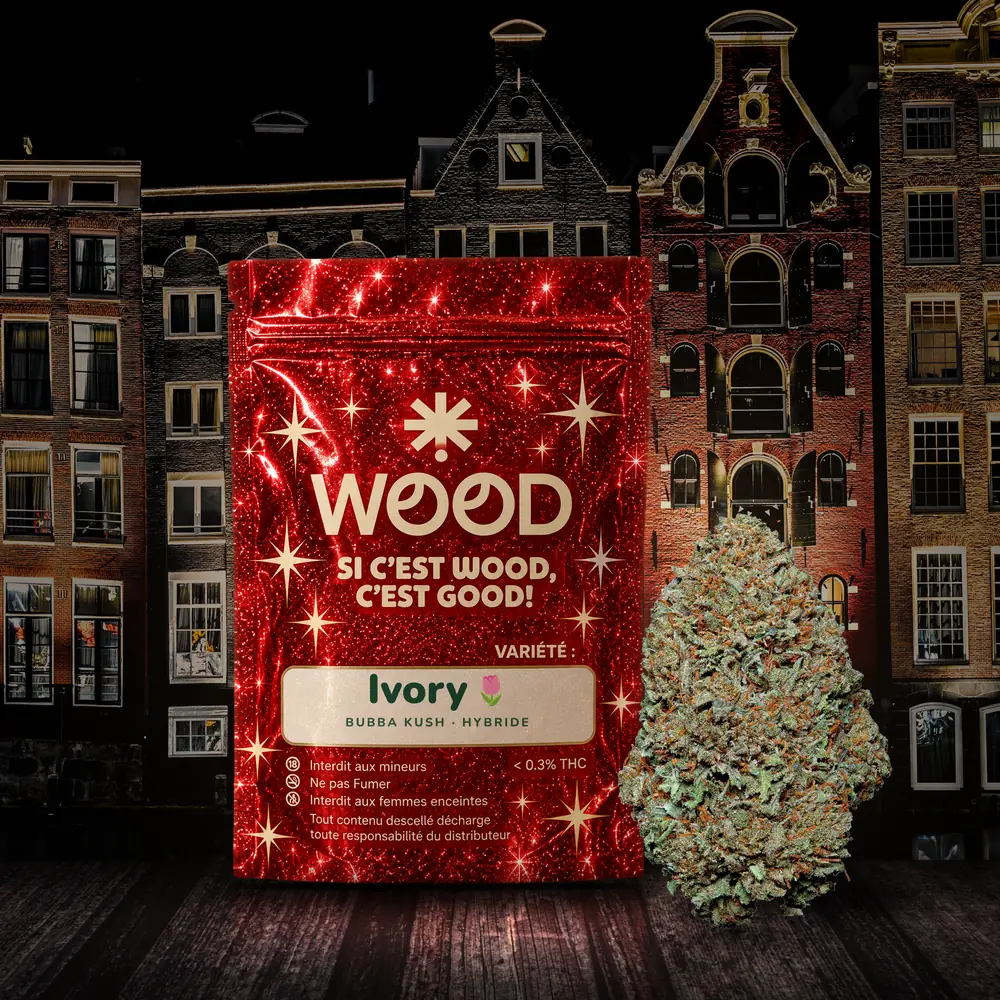 WOOD
SI C'EST WOOD,
C'EST GOOD!
VARIÉTÉ :
Ivory 🌷
BUBBA KUSH · HYBRIDE
18 Interdit aux mineurs
< 0.3% THC
Ne pas Fumer
Interdit aux femmes enceintes
Tout contenu descellé décharge
toute responsabilité du distributeur